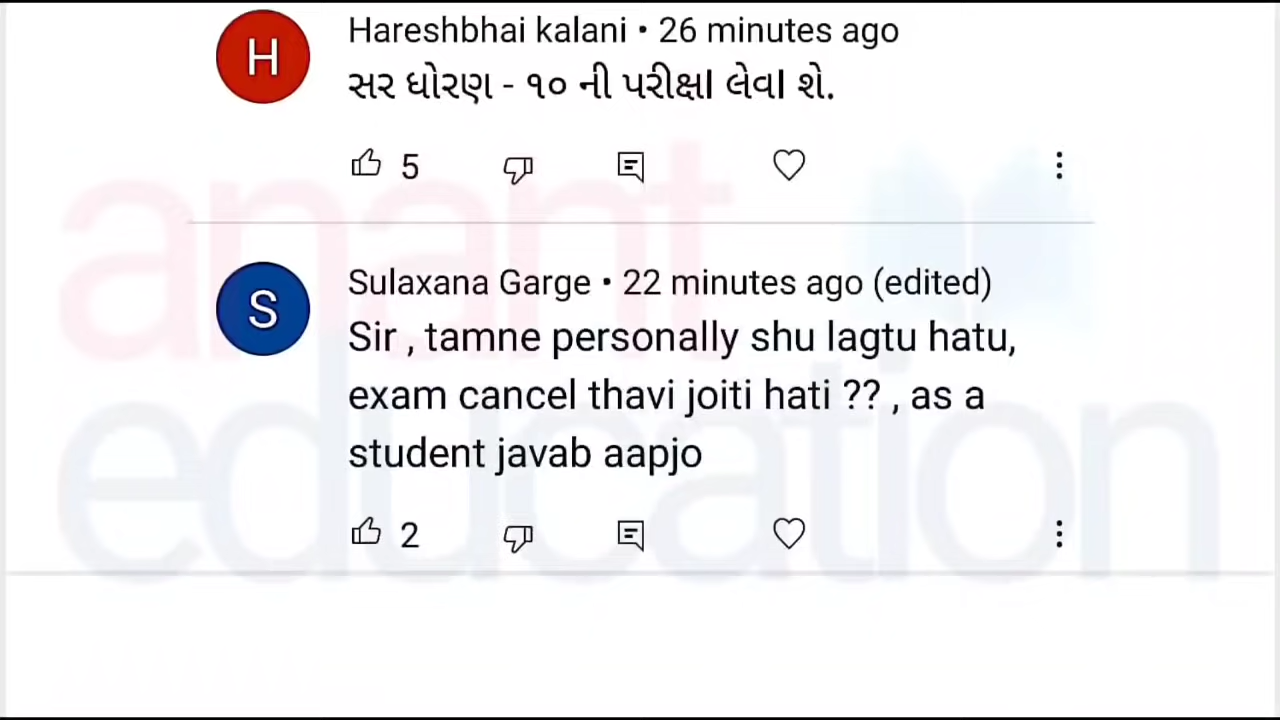 H
Hareshbhai kalani • 26 minutes ago
સર ધોરણ - ૧૦ ની પરીક્ષા લેવા શે.
5
S
Sulaxana Garge • 22 minutes ago (edited)
Sir , tamne personally shu lagtu hatu,
exam cancel thavi joiti hati ?? , as a
student javab aapjo
2
anant
education